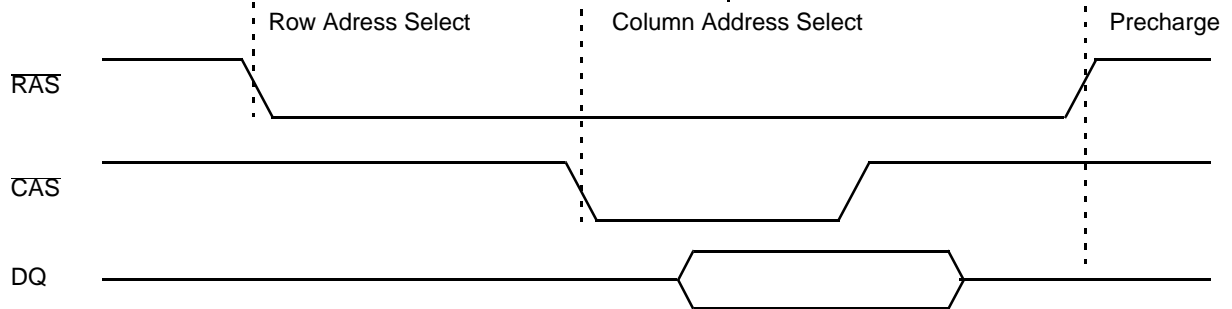 Row Adress Select
Column Address Select
Precharge
RAS
CAS
DQ